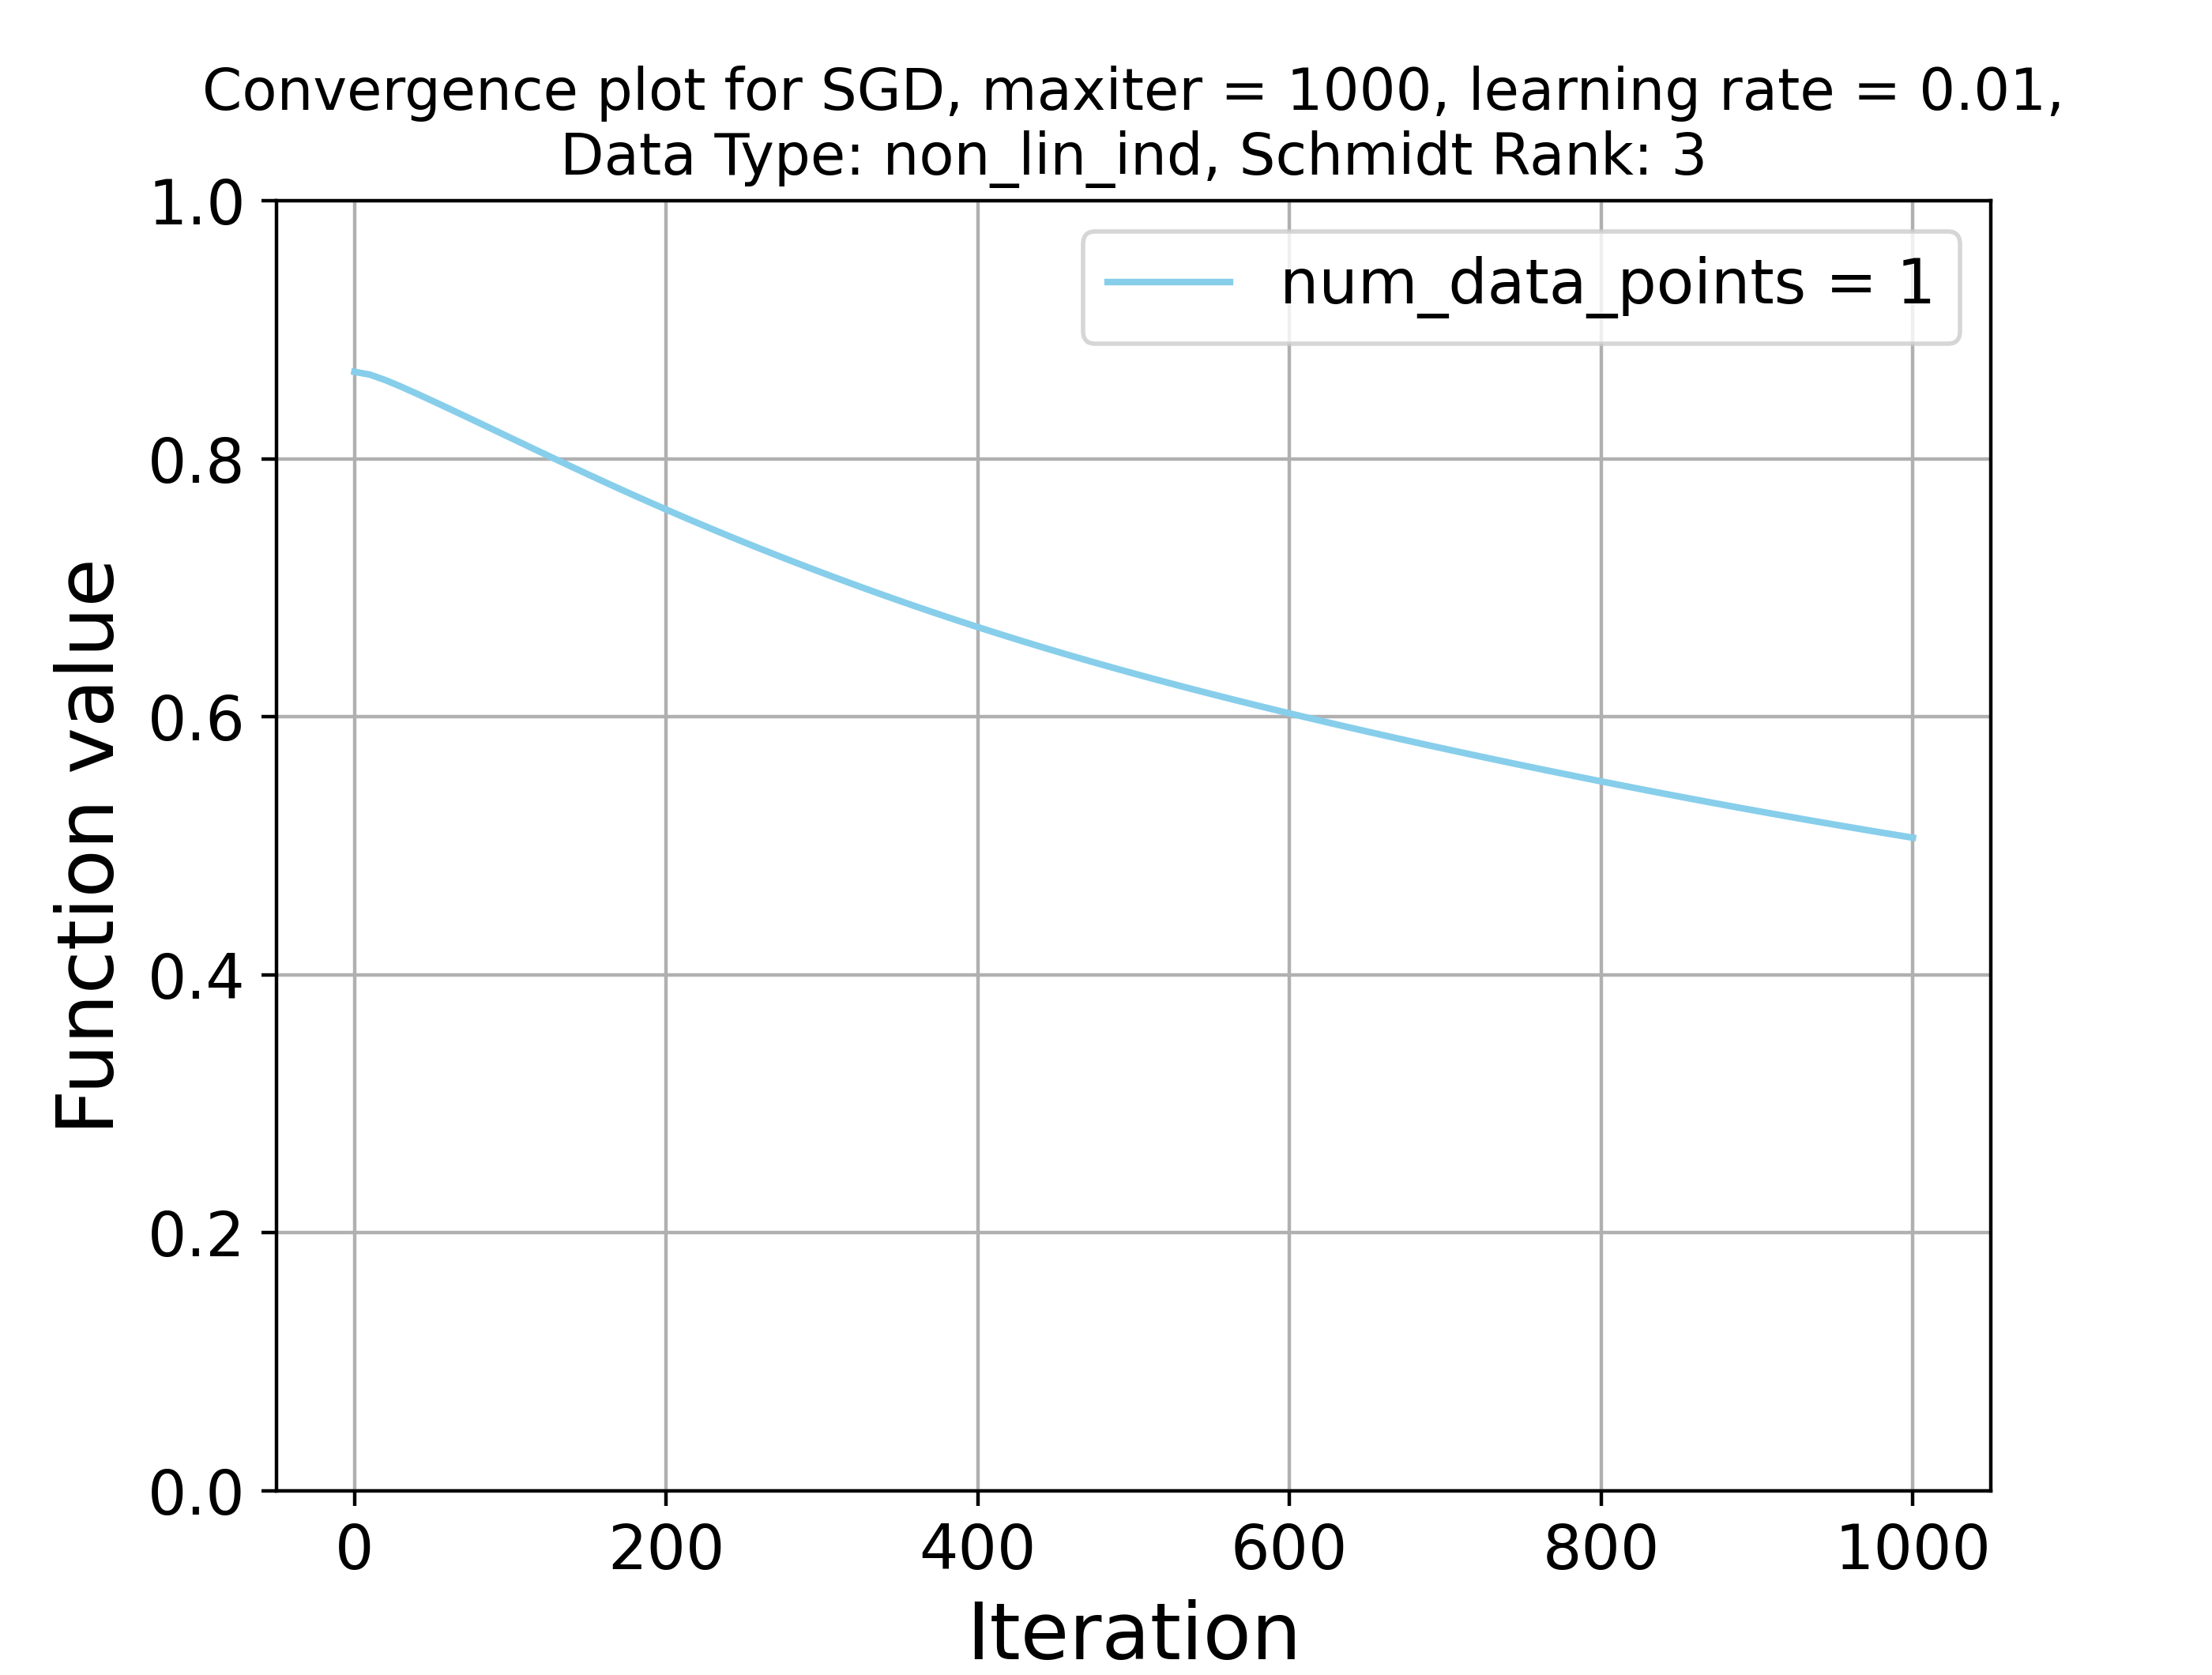 Convergence plot for SGD, maxiter = 1000, learning rate = 0.01,
Data Type: non_lin_ind, Schmidt Rank: 3
num_data_points = 1
Function value
1.0
0.8
0.6
0.4
0.2
0.0
0 200 400 600 800 1000
Iteration